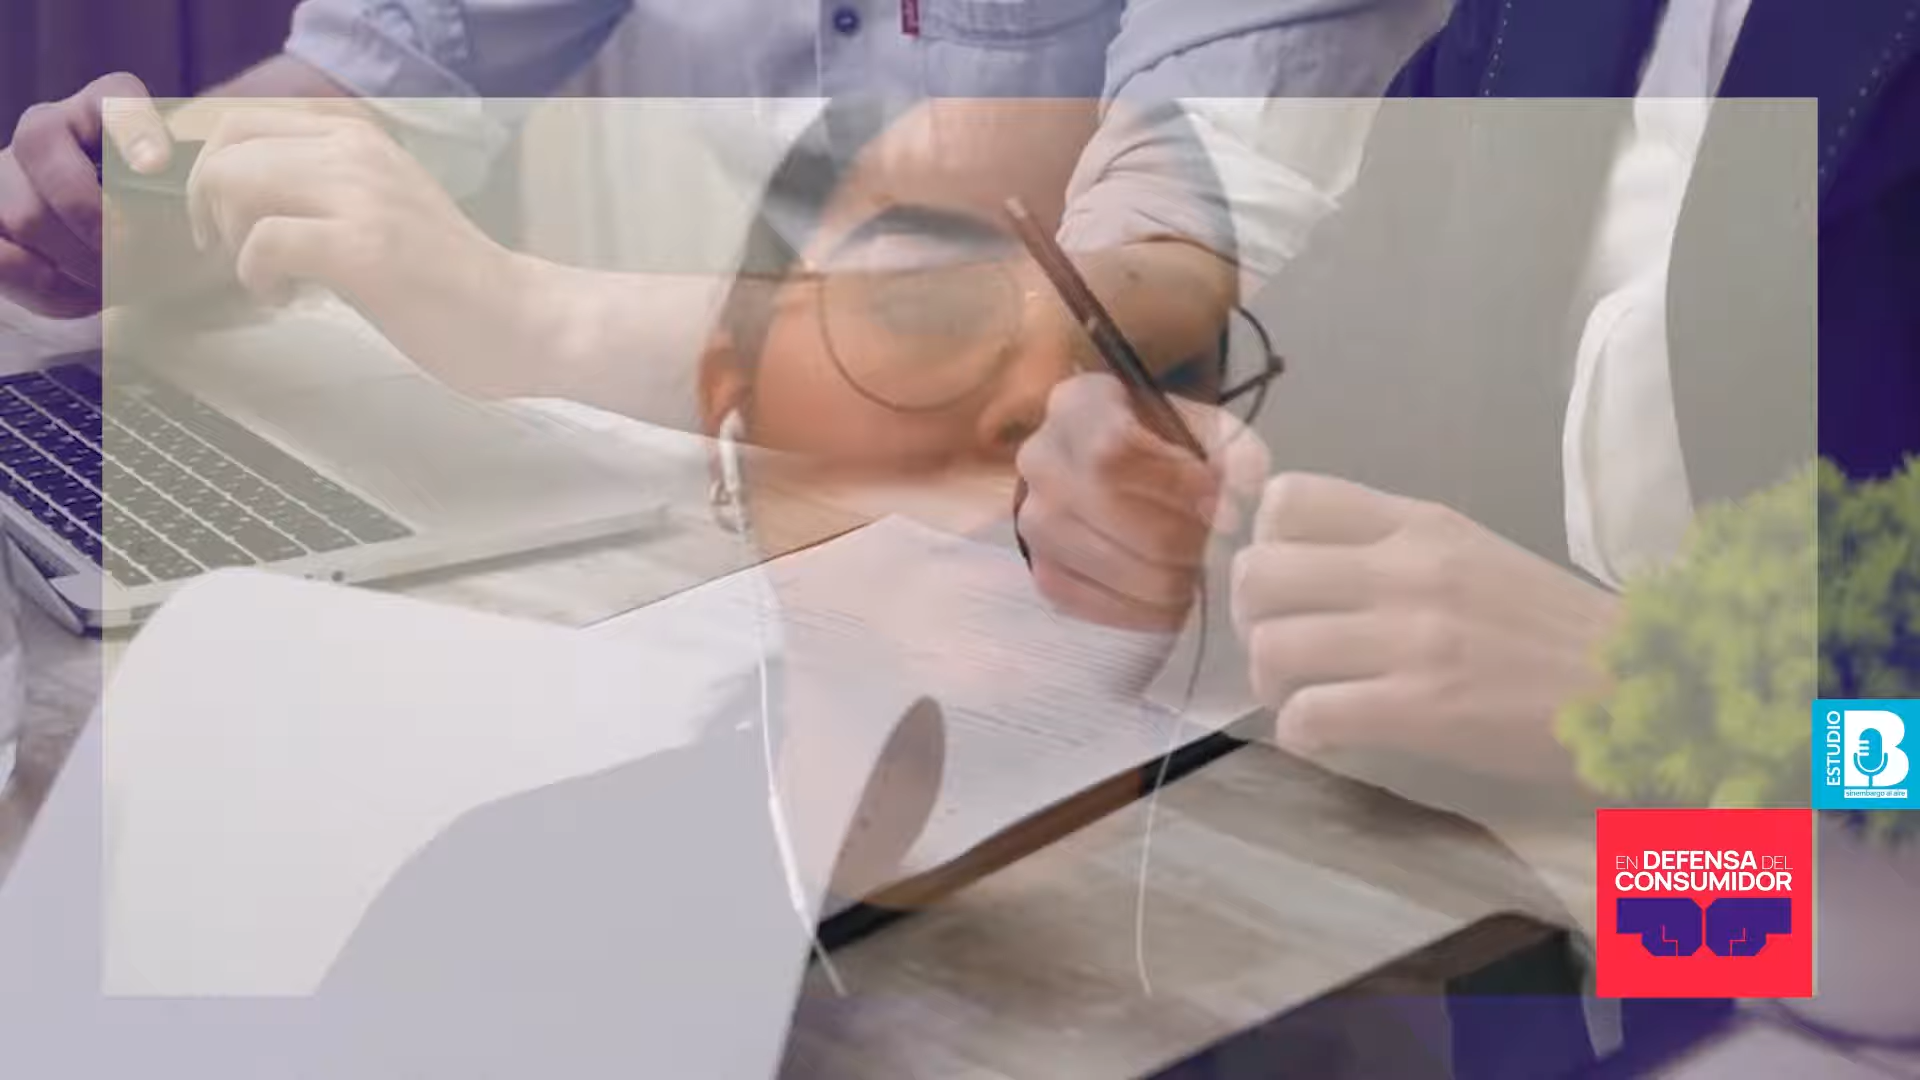 ESTUDIO
B
sinembargo al aire
EN DEFENSA DEL
CONSUMIDOR